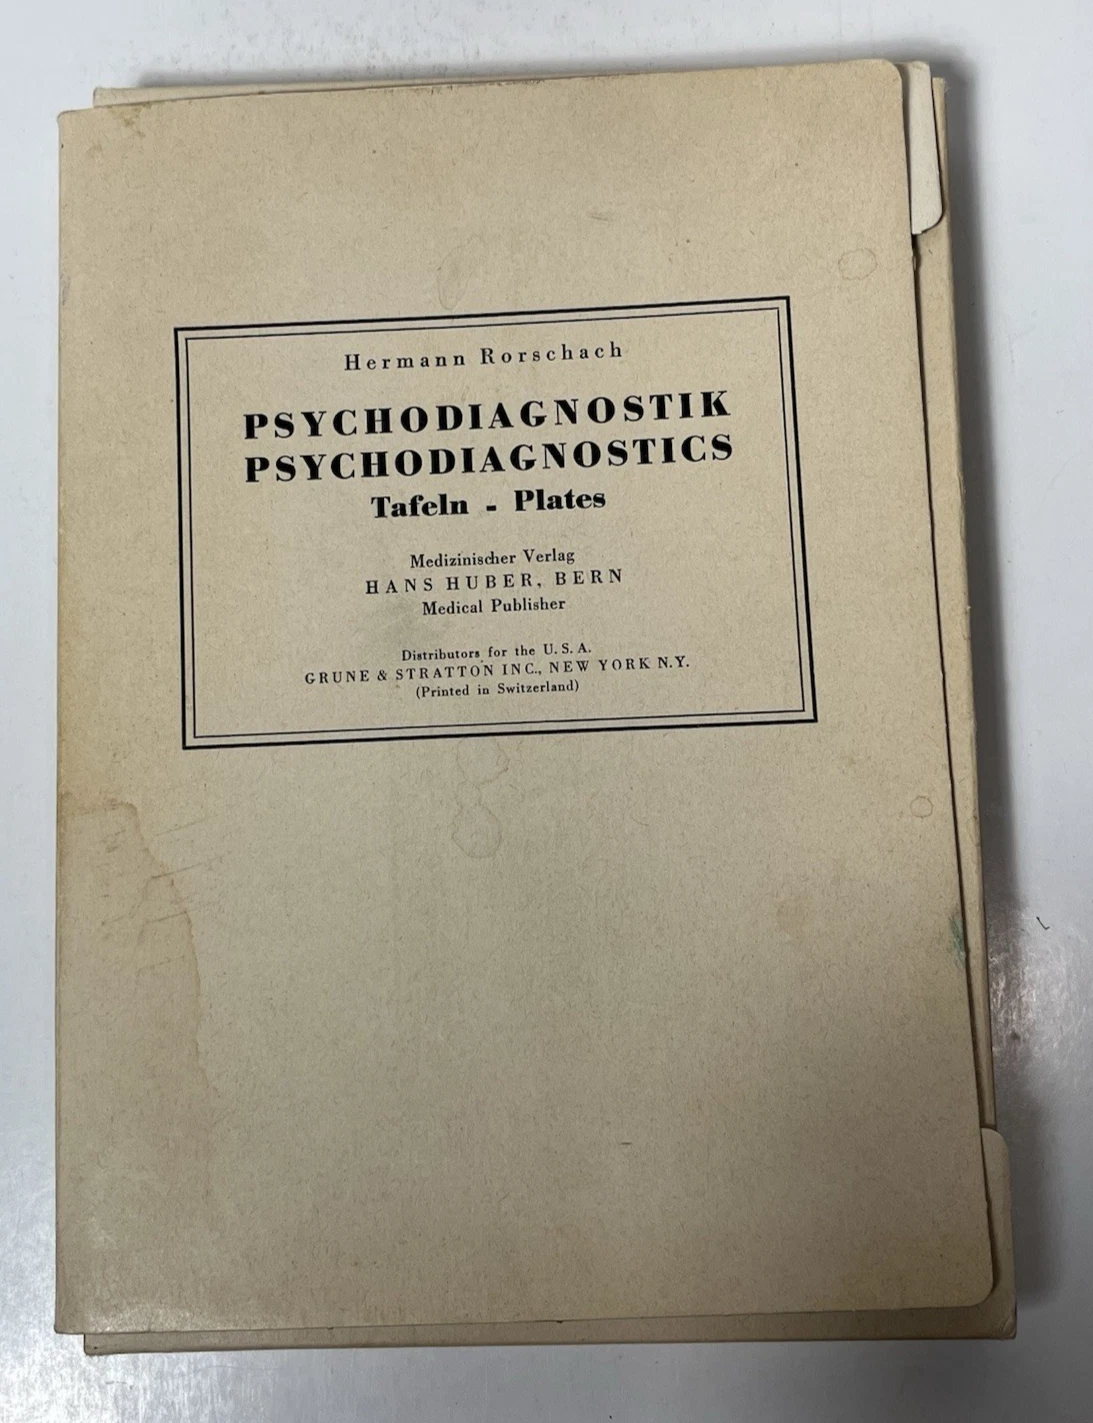 Hermann Rorschach
PSYCHODIAGNOSTIK
PSYCHODIAGNOSTICS
Tafeln - Plates
Medizinischer Verlag
HANS HUBER, BERN
Medical Publisher
Distributors for the U. S. A.
GRUNE & STRATTON INC., NEW YORK N.Y.
(Printed in Switzerland)